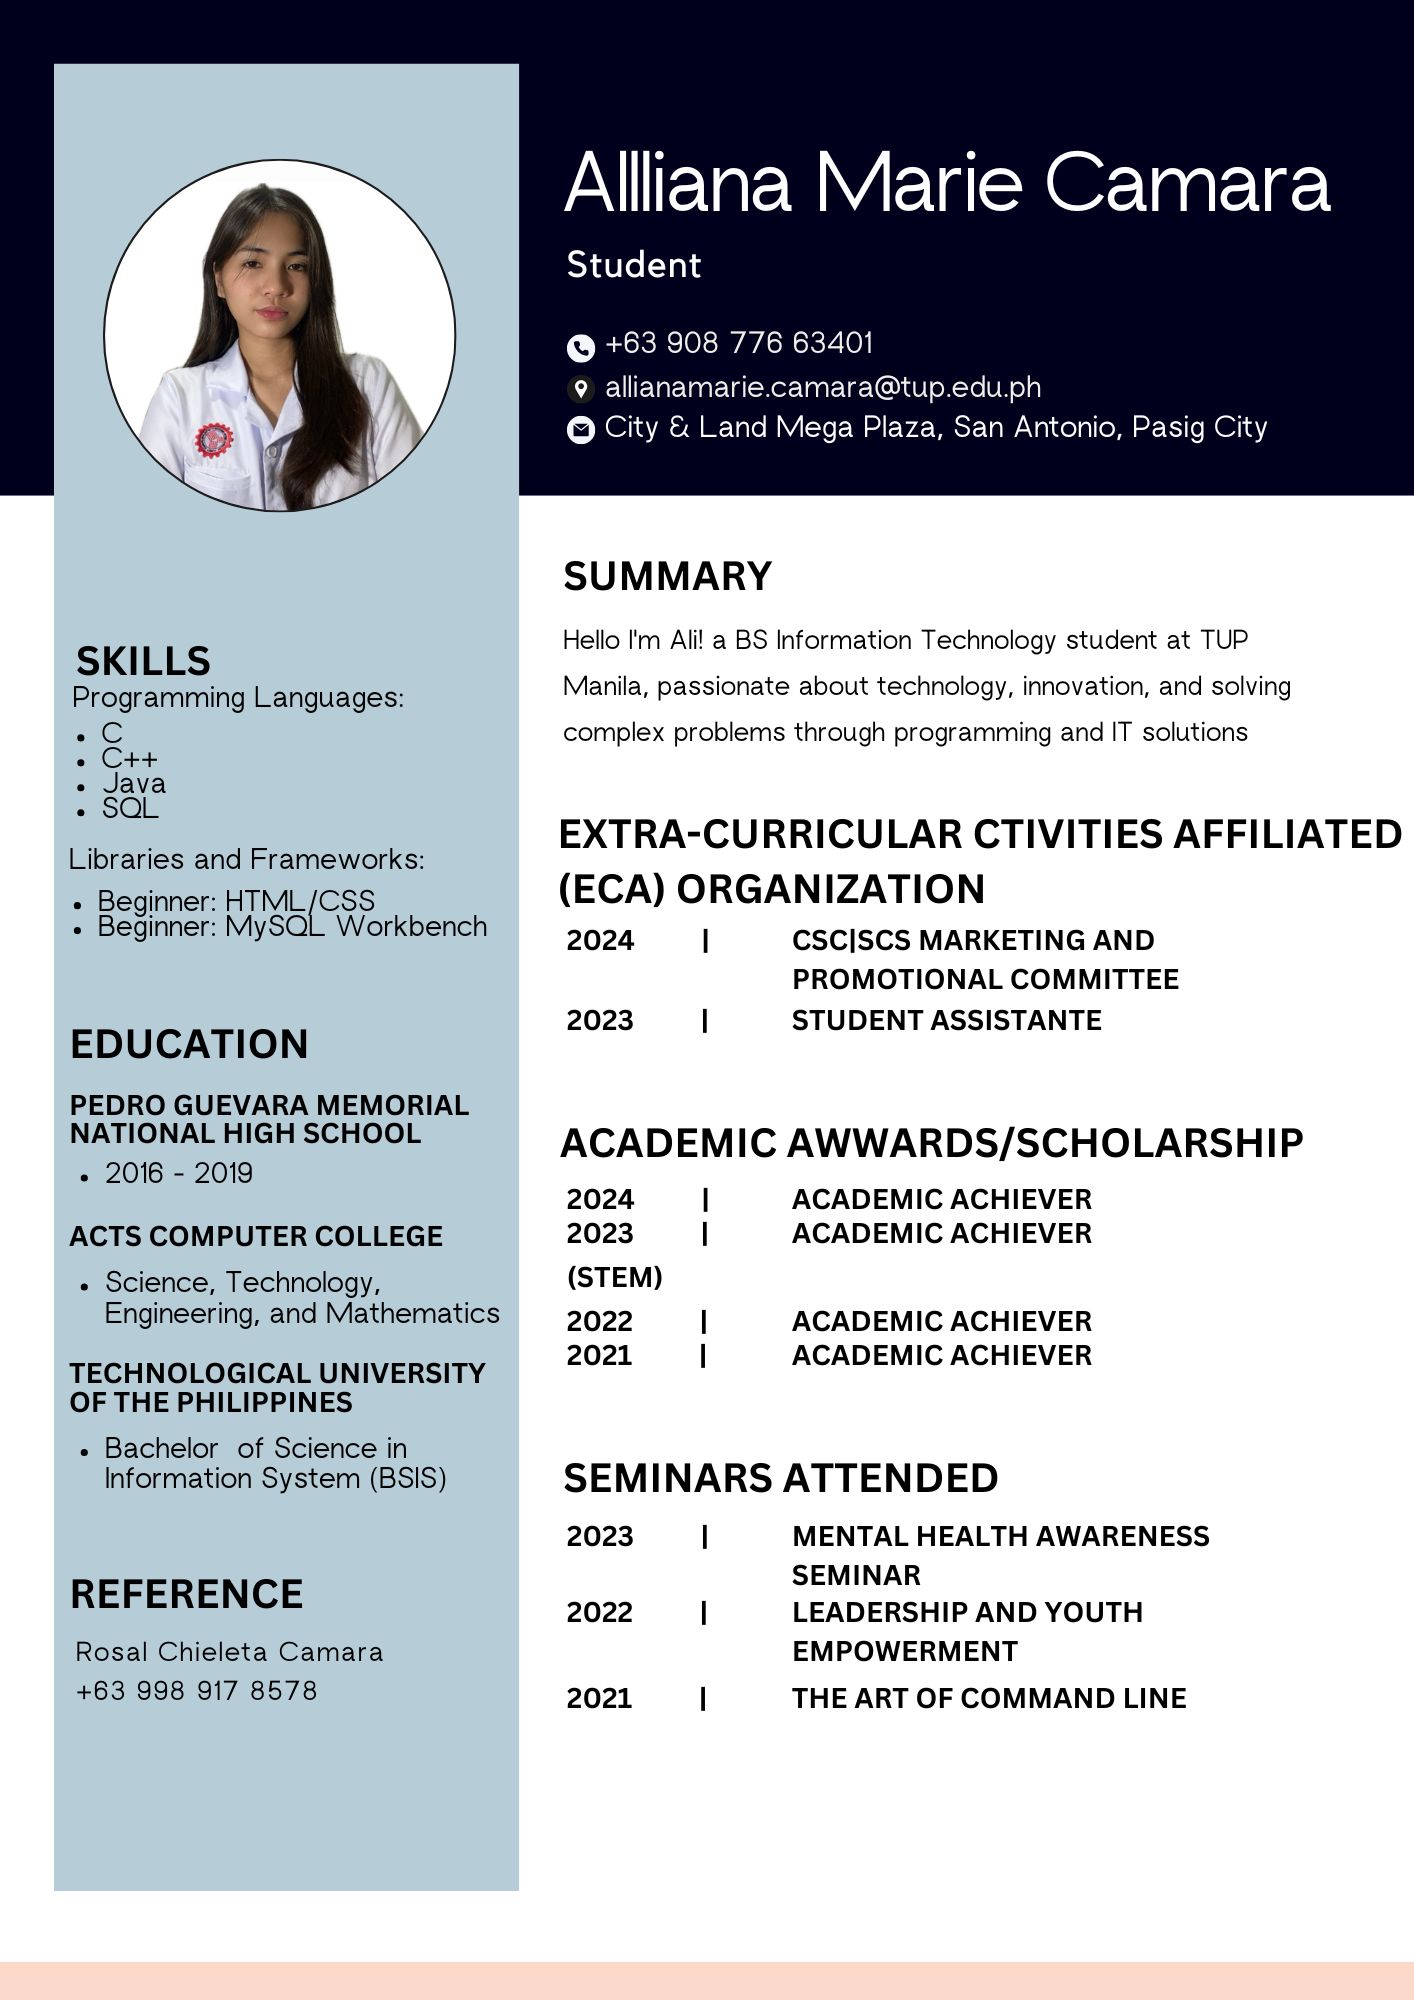 Allliana Marie Camara
Student
+63 908 776 63401
allianamarie.camara@tup.edu.ph
City & Land Mega Plaza, San Antonio, Pasig City
SKILLS
Programming Languages:
• C
• C++
• Java
• SQL
Libraries and Frameworks:
• Beginner: HTML/CSS
• Beginner: MySQL Workbench
EDUCATION
PEDRO GUEVARA MEMORIAL
NATIONAL HIGH SCHOOL
• 2016 - 2019
ACTS COMPUTER COLLEGE
• Science, Technology,
Engineering, and Mathematics
TECHNOLOGICAL UNIVERSITY
OF THE PHILIPPINES
• Bachelor of Science in
Information System (BSIS)
REFERENCE
Rosal Chieleta Camara
+63 998 917 8578
SUMMARY
Hello I'm Ali! a BS Information Technology student at TUP
Manila, passionate about technology, innovation, and solving
complex problems through programming and IT solutions
EXTRA-CURRICULAR CTIVITIES AFFILIATED
(ECA) ORGANIZATION
2024 | CSC|SCS MARKETING AND
PROMOTIONAL COMMITTEE
2023 | STUDENT ASSISTANTE
ACADEMIC AWWARDS/SCHOLARSHIP
2024 | ACADEMIC ACHIEVER
2023 | ACADEMIC ACHIEVER
(STEM)
2022 | ACADEMIC ACHIEVER
2021 | ACADEMIC ACHIEVER
SEMINARS ATTENDED
2023 | MENTAL HEALTH AWARENESS
SEMINAR
2022 | LEADERSHIP AND YOUTH
EMPOWERMENT
2021 | THE ART OF COMMAND LINE